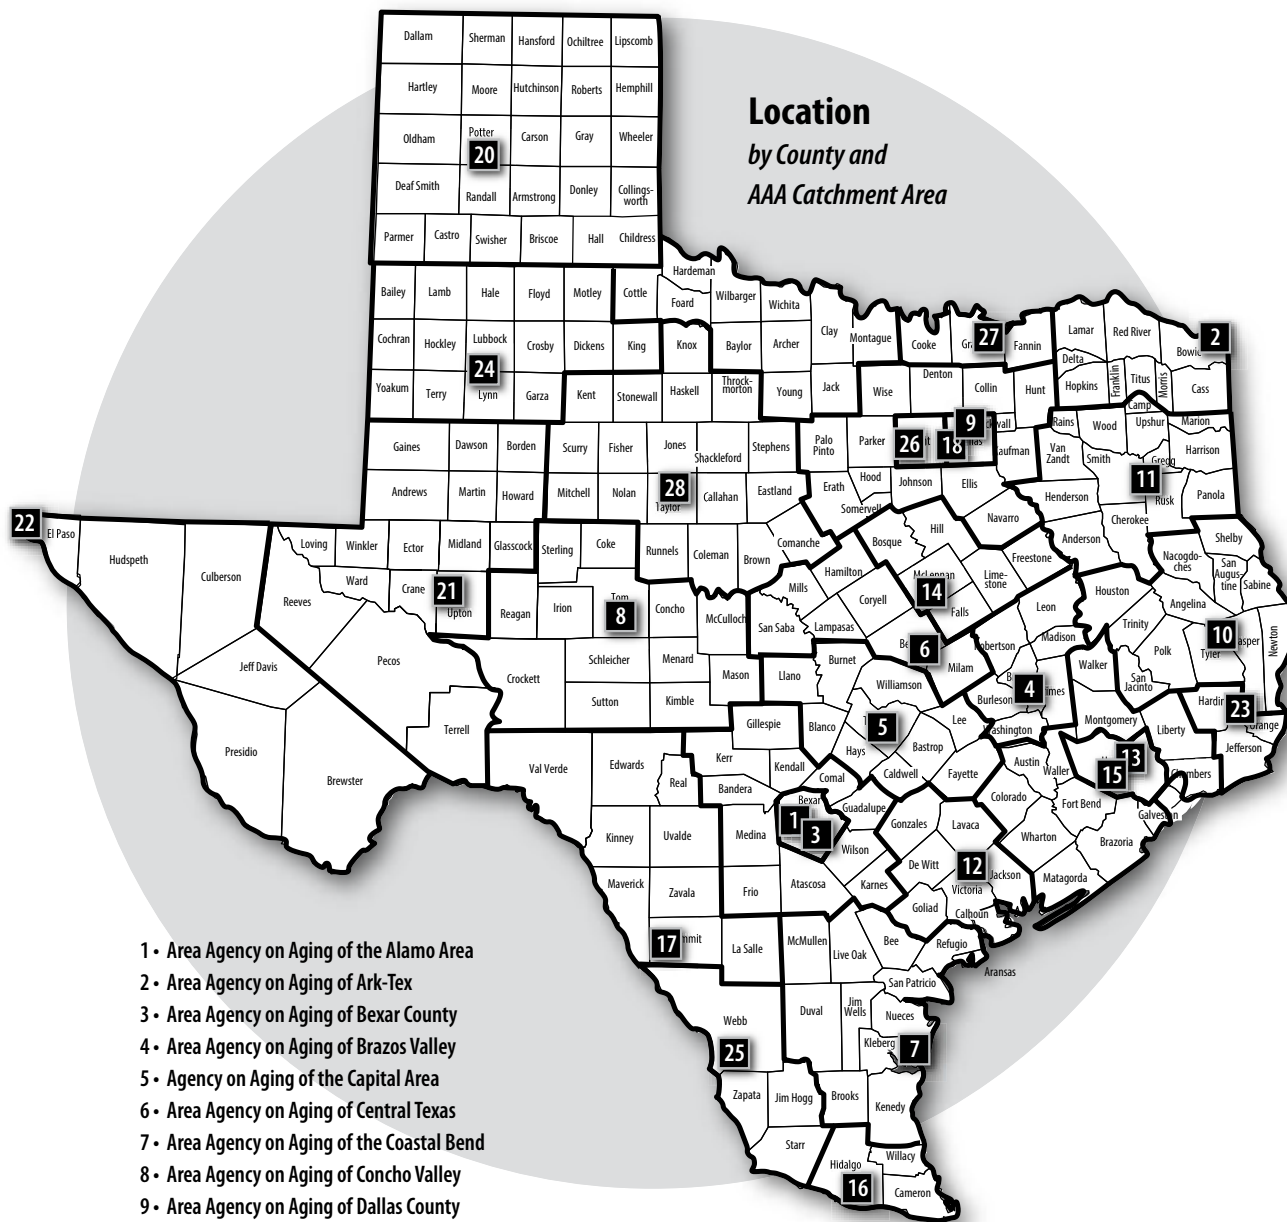 Dallam Sherman Hansford Ochiltree Lipscomb
Hartley Moore Hutchinson Roberts Hemphill
Location
by County and
AAA Catchment Area
Oldham Potter Carson Gray Wheeler
20
Deaf Smith Randall Armstrong Donley Collings-
worth
Parmer Castro Swisher Briscoe Hall Childress
Hardeman
Bailey Lamb Hale Floyd Motley Cottle Foard Wilbarger Wichita
Clay Montague Cooke 27 Fannin Lamar Red River 2
Cochran Hockley Lubbock Crosby Dickens King Knox Baylor Archer
24
Delta Hopkins Franklin Titus Morris Cass
Yoakum Terry Lynn Garza Kent Stonewall Haskell Throck-
morton Young Jack Wise Denton Collin Hunt
Camp
Gaines Dawson Borden Scurry Fisher Jones Shackleford Stephens Palo
Pinto Parker 26 18 9
Rains Wood Upshur Marion
Van
Zandt Smith Gregg Harrison
11
Andrews Martin Howard Mitchell Nolan 28 Taylor Callahan Eastland Erath Hood Somervell Johnson Ellis
Henderson Rusk Panola
22
El Paso Hudspeth Culberson
Loving Winkler Ector Midland Glasscock Sterling Coke Runnels Coleman Brown Comanche
Bosque Hill Navarro Freestone Anderson Cherokee Shelby
Ward Crane 21 Upton Reagan Irion Tom 8 Concho McCulloch
Mills Hamilton Coryell McLennan 14 Falls Lime-
stone
Nacogdo-
ches San
Augus-
tine Sabine
Reeves Pecos Jeff Davis
San Saba Lampasas 6 Milam Leon Madison Houston Trinity Angelina Polk 10 Tyler Newton
Crockett Schleicher Menard Mason Llano Burnet Williamson
4 Burleson Walker San
Jacinto
Sutton Kimble Gillespie Blanco 5 Lee Washington Montgomery Liberty 23
Presidio Brewster Terrell
Val Verde Edwards Real Kerr Kendall Hays Bastrop Fayette Austin Waller 13 15 Jefferson
Bandera Comal Caldwell Colorado Fort Bend
Kinney Uvalde Medina Bexar 1 3 Guadalupe Wilson Gonzales Lavaca Wharton Brazoria
Maverick Zavala Frio Atascosa Karnes De Witt 12 Jackson Victoria Matagorda
17 La Salle McMullen Live Oak Bee Goliad Calhoun Refugio
Aransas
San Patricio
Webb 25 Duval Jim
Wells Nueces Kleberg 7
Zapata Jim Hogg Brooks Kenedy
Starr Hidalgo Willacy
16 Cameron
1 • Area Agency on Aging of the Alamo Area
2 • Area Agency on Aging of Ark-Tex
3 • Area Agency on Aging of Bexar County
4 • Area Agency on Aging of Brazos Valley
5 • Agency on Aging of the Capital Area
6 • Area Agency on Aging of Central Texas
7 • Area Agency on Aging of the Coastal Bend
8 • Area Agency on Aging of Concho Valley
9 • Area Agency on Aging of Dallas County